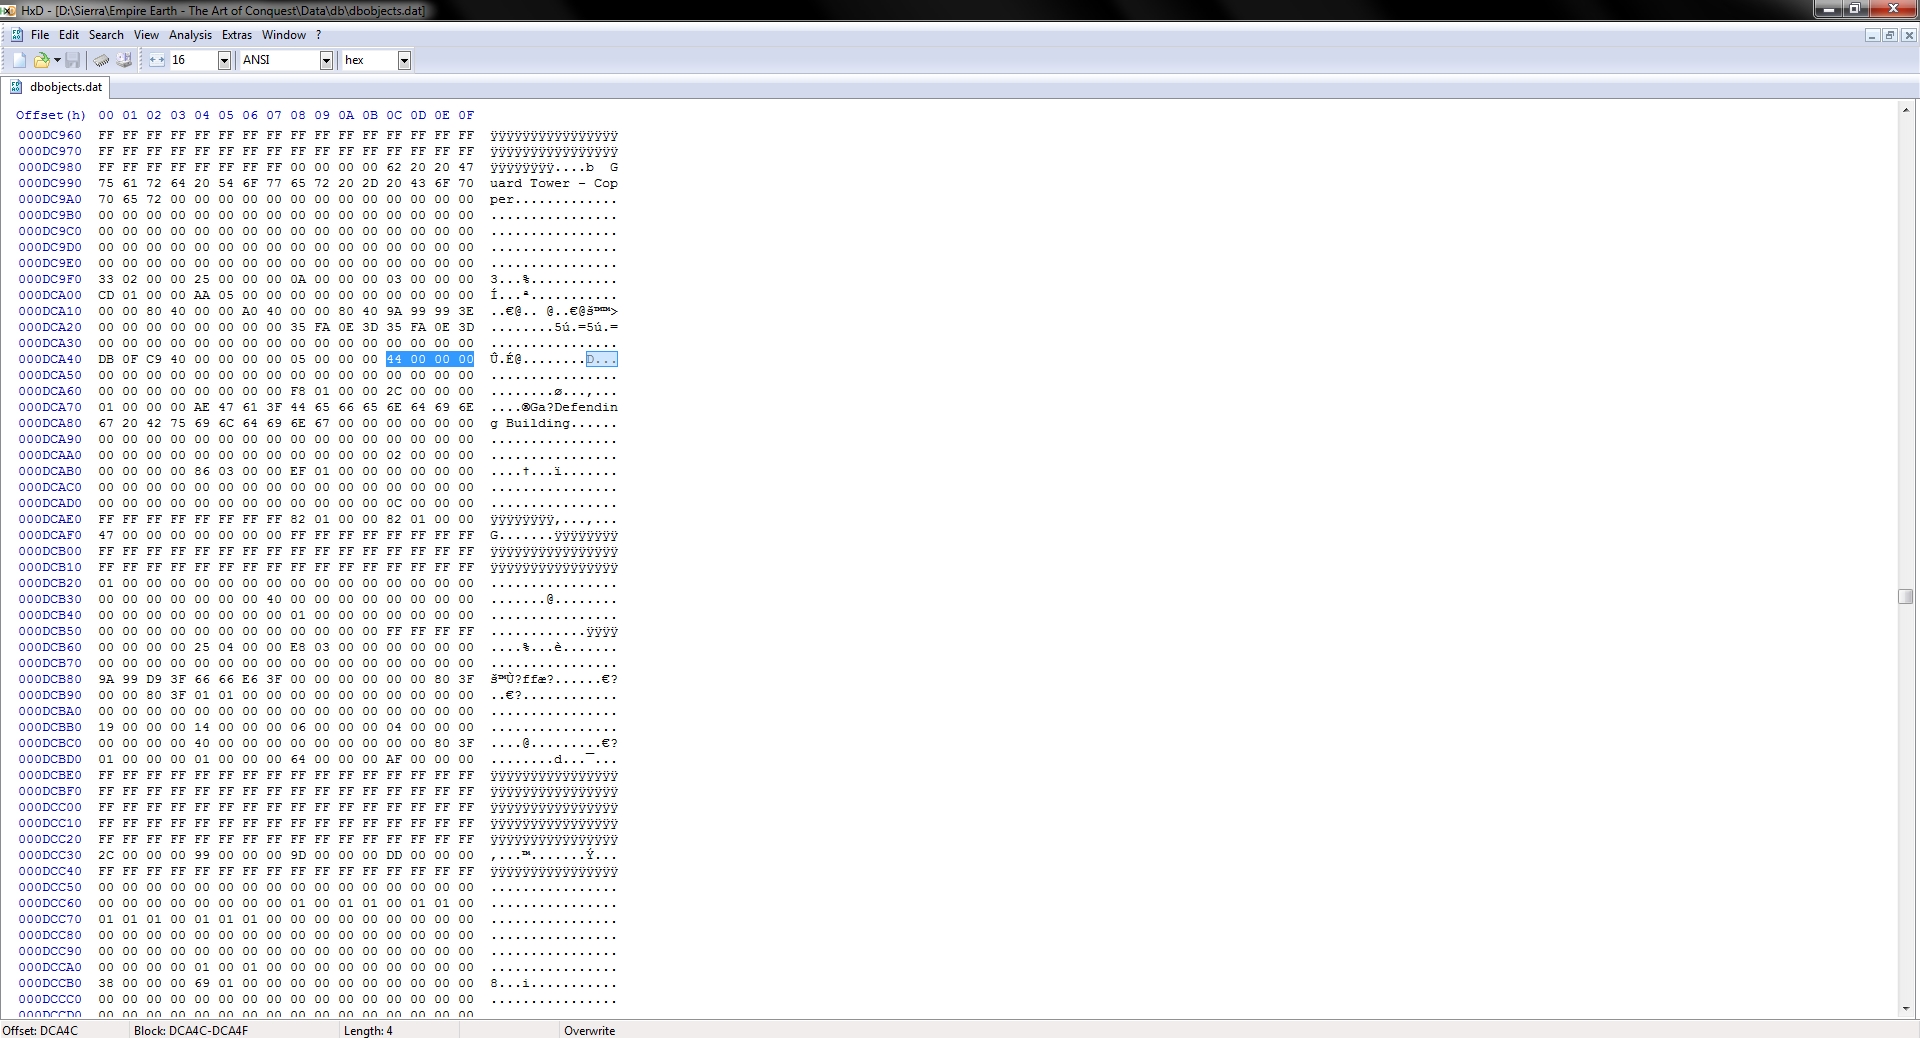 HxD - [D:\Sierra\Empire Earth - The Art of Conquest\Data\db\dbobjects.dat]
File Edit Search View Analysis Extras Window ?
16 ANSI hex
dbobjects.dat
Offset(h) 00 01 02 03 04 05 06 07 08 09 0A 0B 0C 0D 0E 0F
000DC960 FF FF FF FF FF FF FF FF FF FF FF FF FF FF FF FF ÿÿÿÿÿÿÿÿÿÿÿÿÿÿÿÿ
000DC970 FF FF FF FF FF FF FF FF FF FF FF FF FF FF FF FF ÿÿÿÿÿÿÿÿÿÿÿÿÿÿÿÿ
000DC980 FF FF FF FF FF FF FF FF 00 00 00 00 62 20 20 47 ÿÿÿÿÿÿÿÿ....b  G
000DC990 75 61 72 64 20 54 6F 77 65 72 20 2D 20 43 6F 70 uard Tower - Cop
000DC9A0 70 65 72 00 00 00 00 00 00 00 00 00 00 00 00 00 per.............
000DC9B0 00 00 00 00 00 00 00 00 00 00 00 00 00 00 00 00 ................
000DC9C0 00 00 00 00 00 00 00 00 00 00 00 00 00 00 00 00 ................
000DC9D0 00 00 00 00 00 00 00 00 00 00 00 00 00 00 00 00 ................
000DC9E0 00 00 00 00 00 00 00 00 00 00 00 00 00 00 00 00 ................
000DC9F0 33 02 00 00 25 00 00 00 0A 00 00 00 03 00 00 00 3...%...........
000DCA00 CD 01 00 00 AA 05 00 00 00 00 00 00 00 00 00 00 Í...ª...........
000DCA10 00 00 80 40 00 00 A0 40 00 00 80 40 9A 99 99 3E ..€@.. @..€@š™™>
000DCA20 00 00 00 00 00 00 00 00 35 FA 0E 3D 35 FA 0E 3D ........5ú.=5ú.=
000DCA30 00 00 00 00 00 00 00 00 00 00 00 00 00 00 00 00 ................
000DCA40 DB 0F C9 40 00 00 00 00 05 00 00 00 44 00 00 00 Û.É@........D...
000DCA50 00 00 00 00 00 00 00 00 00 00 00 00 00 00 00 00 ................
000DCA60 00 00 00 00 00 00 00 00 F8 01 00 00 2C 00 00 00 ........ø...,...
000DCA70 01 00 00 00 AE 47 61 3F 44 65 66 65 6E 64 69 6E ....®Ga?Defendin
000DCA80 67 20 42 75 69 6C 64 69 6E 67 00 00 00 00 00 00 g Building......
000DCA90 00 00 00 00 00 00 00 00 00 00 00 00 00 00 00 00 ................
000DCAA0 00 00 00 00 00 00 00 00 00 00 00 00 02 00 00 00 ................
000DCAB0 00 00 00 00 86 03 00 00 EF 01 00 00 00 00 00 00 ....†...ï.......
000DCAC0 00 00 00 00 00 00 00 00 00 00 00 00 00 00 00 00 ................
000DCAD0 00 00 00 00 00 00 00 00 00 00 00 00 0C 00 00 00 ................
000DCAE0 FF FF FF FF FF FF FF FF 82 01 00 00 82 01 00 00 ÿÿÿÿÿÿÿÿ‚...‚...
000DCAF0 47 00 00 00 00 00 00 00 FF FF FF FF FF FF FF FF G.......ÿÿÿÿÿÿÿÿ
000DCB00 FF FF FF FF FF FF FF FF FF FF FF FF FF FF FF FF ÿÿÿÿÿÿÿÿÿÿÿÿÿÿÿÿ
000DCB10 FF FF FF FF FF FF FF FF FF FF FF FF FF FF FF FF ÿÿÿÿÿÿÿÿÿÿÿÿÿÿÿÿ
000DCB20 01 00 00 00 00 00 00 00 00 00 00 00 00 00 00 00 ................
000DCB30 00 00 00 00 00 00 00 40 00 00 00 00 00 00 00 00 .......@........
000DCB40 00 00 00 00 00 00 00 00 01 00 00 00 00 00 00 00 ................
000DCB50 00 00 00 00 00 00 00 00 00 00 00 00 FF FF FF FF ............ÿÿÿÿ
000DCB60 00 00 00 00 25 04 00 00 E8 03 00 00 00 00 00 00 ....%...è.......
000DCB70 00 00 00 00 00 00 00 00 00 00 00 00 00 00 00 00 ................
000DCB80 9A 99 D9 3F 66 66 E6 3F 00 00 00 00 00 00 80 3F š™Ù?ffæ?......€?
000DCB90 00 00 80 3F 01 01 00 00 00 00 00 00 00 00 00 00 ..€?............
000DCBA0 00 00 00 00 00 00 00 00 00 00 00 00 00 00 00 00 ................
000DCBB0 19 00 00 00 14 00 00 00 06 00 00 00 04 00 00 00 ................
000DCBC0 00 00 00 00 40 00 00 00 00 00 00 00 00 00 80 3F ....@.........€?
000DCBD0 01 00 00 00 01 00 00 00 64 00 00 00 AF 00 00 00 ........d...¯...
000DCBE0 FF FF FF FF FF FF FF FF FF FF FF FF FF FF FF FF ÿÿÿÿÿÿÿÿÿÿÿÿÿÿÿÿ
000DCBF0 FF FF FF FF FF FF FF FF FF FF FF FF FF FF FF FF ÿÿÿÿÿÿÿÿÿÿÿÿÿÿÿÿ
000DCC00 FF FF FF FF FF FF FF FF FF FF FF FF FF FF FF FF ÿÿÿÿÿÿÿÿÿÿÿÿÿÿÿÿ
000DCC10 FF FF FF FF FF FF FF FF FF FF FF FF FF FF FF FF ÿÿÿÿÿÿÿÿÿÿÿÿÿÿÿÿ
000DCC20 FF FF FF FF FF FF FF FF FF FF FF FF FF FF FF FF ÿÿÿÿÿÿÿÿÿÿÿÿÿÿÿÿ
000DCC30 2C 00 00 00 99 00 00 00 9D 00 00 00 DD 00 00 00 ,...™.......Ý...
000DCC40 FF FF FF FF FF FF FF FF FF FF FF FF FF FF FF FF ÿÿÿÿÿÿÿÿÿÿÿÿÿÿÿÿ
000DCC50 00 00 00 00 00 00 00 00 00 00 00 00 00 00 00 00 ................
000DCC60 00 00 00 00 00 00 00 00 01 00 01 01 00 01 01 00 ................
000DCC70 01 01 01 00 01 01 01 00 00 00 00 00 00 00 00 00 ................
000DCC80 00 00 00 00 00 00 00 00 00 00 00 00 00 00 00 00 ................
000DCC90 00 00 00 00 00 00 00 00 00 00 00 00 00 00 00 00 ................
000DCCA0 00 00 00 00 01 00 01 00 00 00 00 00 00 00 00 00 ................
000DCCB0 38 00 00 00 69 01 00 00 00 00 00 00 00 00 00 00 8...i...........
000DCCC0 00 00 00 00 00 00 00 00 00 00 00 00 00 00 00 00 ................
000DCCD0 00 00 00 00 00 00 00 00 00 00 00 00 00 00 00 00 ................
Offset: DCA4C Block: DCA4C-DCA4F Length: 4 Overwrite